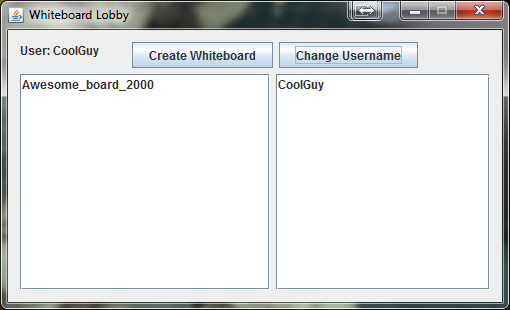 Whiteboard Lobby
User: CoolGuy
Create Whiteboard
Change Username
Awesome_board_2000
CoolGuy